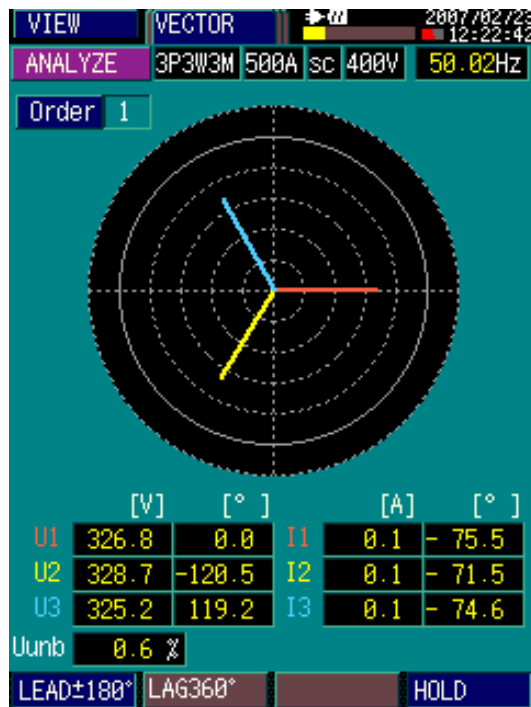 VIEW VECTOR 2007/02/23
12:22:42
ANALYZE 3P3W3M 500A SC 400V 50.02Hz
Order 1
[V] [° ] [A] [° ]
U1 326.8 0.0 I1 0.1 - 75.5
U2 328.7 -120.5 I2 0.1 - 71.5
U3 325.2 119.2 I3 0.1 - 74.6
Uunb 0.6 %
LEAD±180° LAG360° HOLD